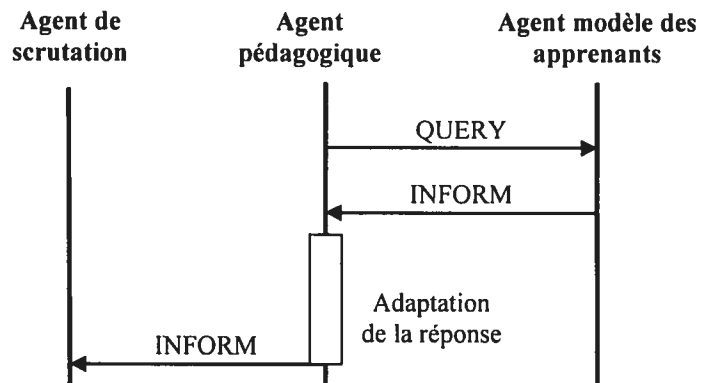 Agent de
scrutation
Agent
pédagogique
Agent modèle des
apprenants
QUERY
INFORM
Adaptation
de la réponse
INFORM